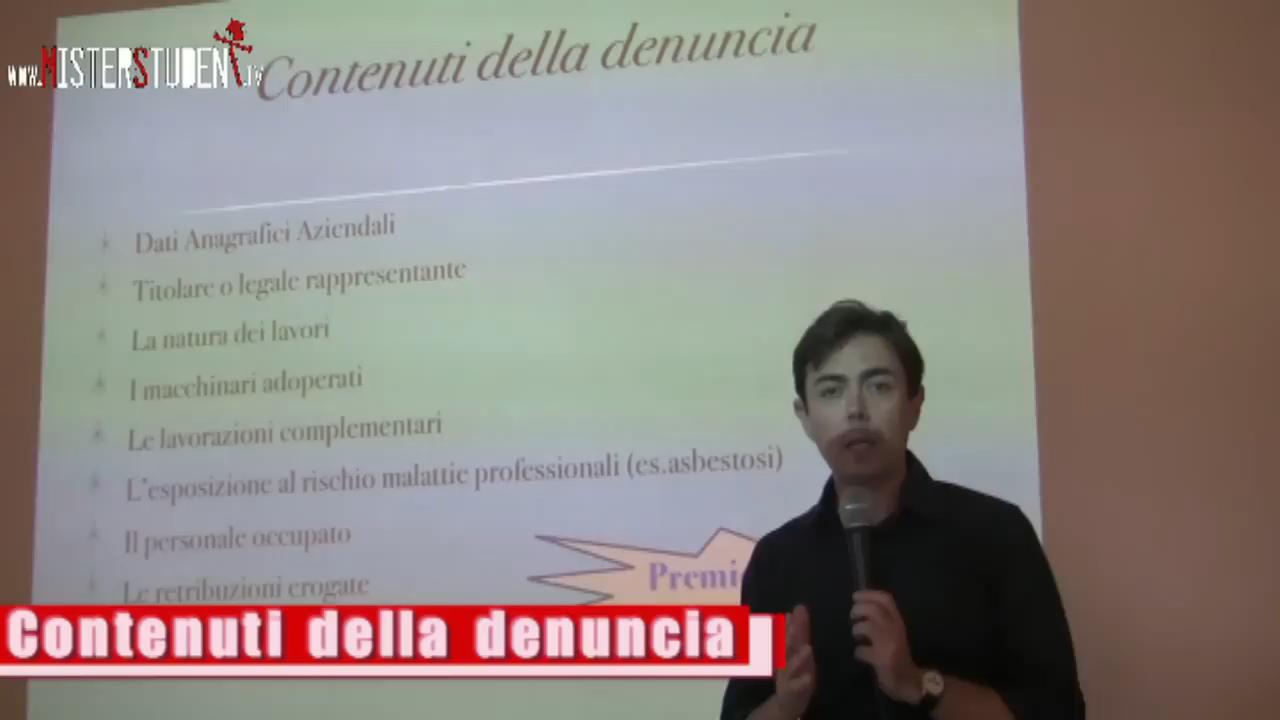 www.MISTERSTUDENT.TV
Contenuti della denuncia
Dati Anagrafici Aziendali
Titolare o legale rappresentante
La natura dei lavori
I macchinari adoperati
Le lavorazioni complementari
L'esposizione al rischio malattie professionali (es.asbestosi)
Il personale occupato
Le retribuzioni erogate
Contenuti della denuncia